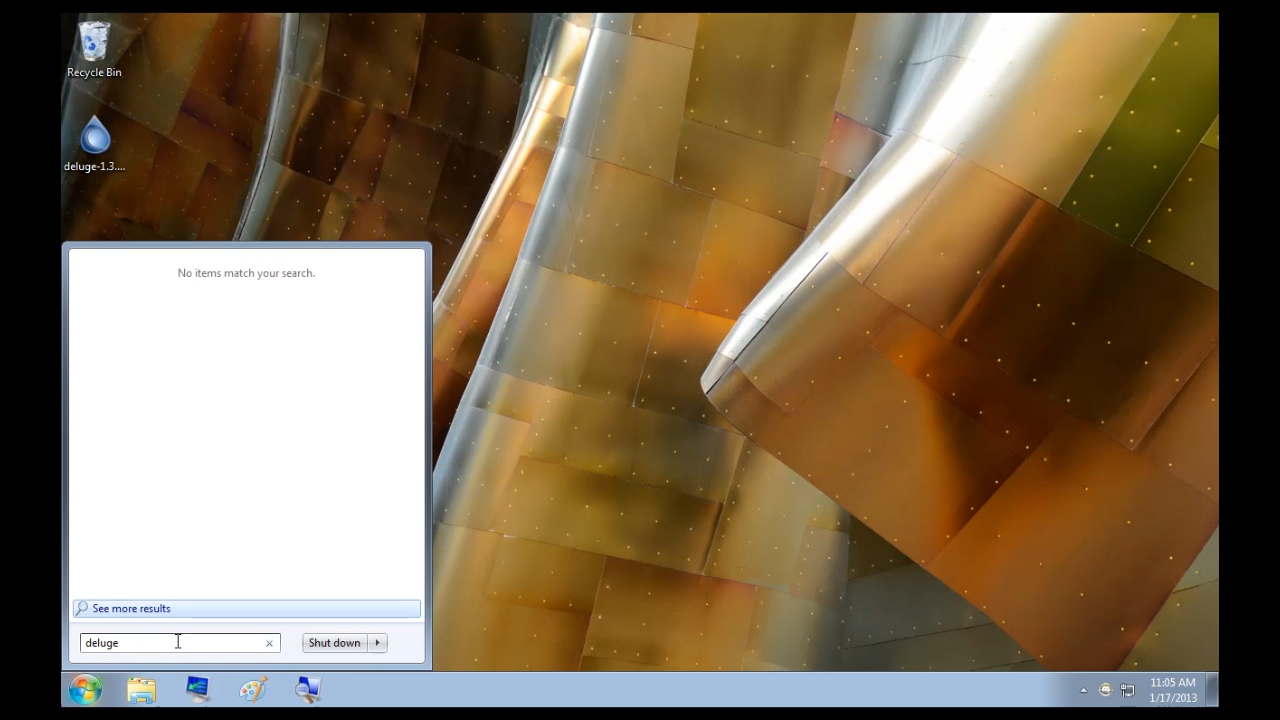 Recycle Bin
deluge-1.3....
No items match your search.
See more results
deluge
Shut down
11:05 AM
1/17/2013